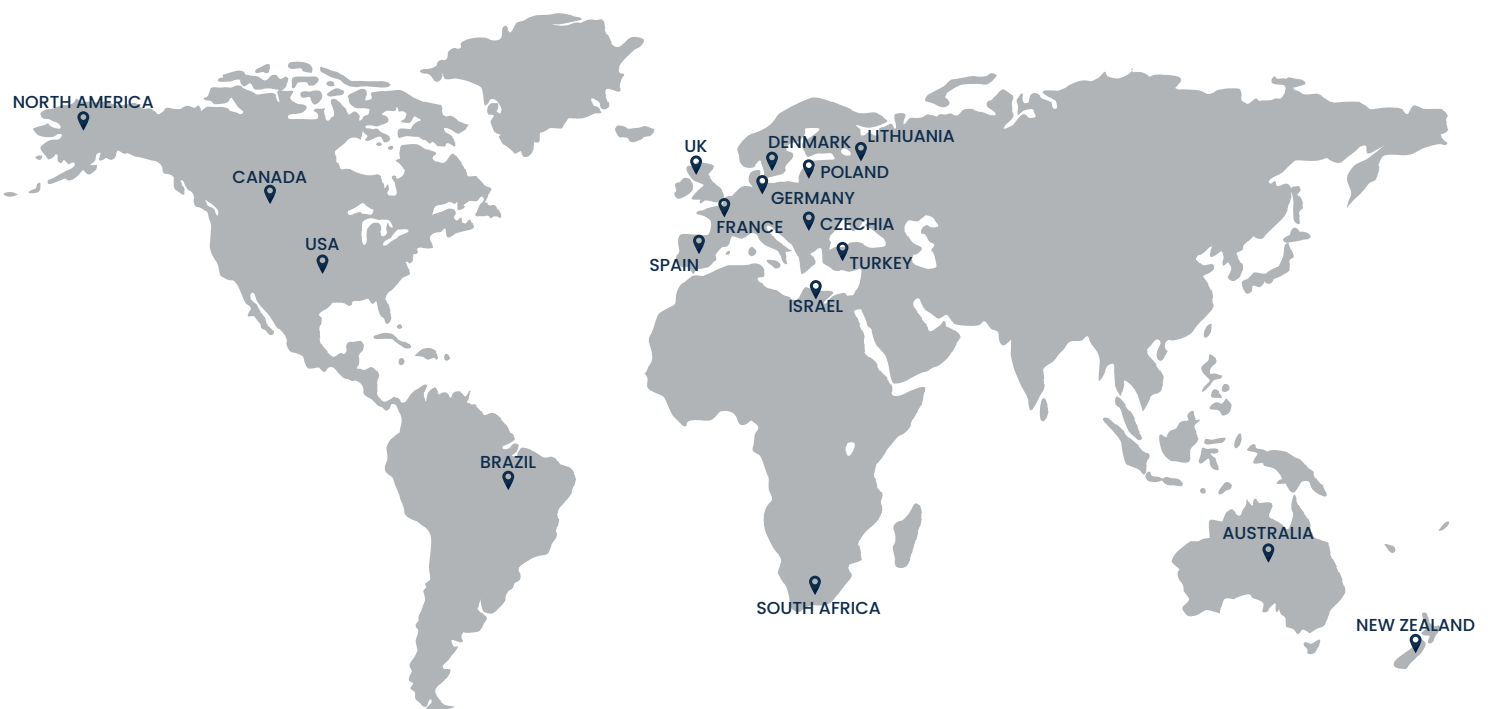 NORTH AMERICA
UK
DENMARK
LITHUANIA
CANADA
POLAND
GERMANY
FRANCE
CZECHIA
USA
SPAIN
TURKEY
ISRAEL
BRAZIL
AUSTRALIA
SOUTH AFRICA
NEW ZEALAND